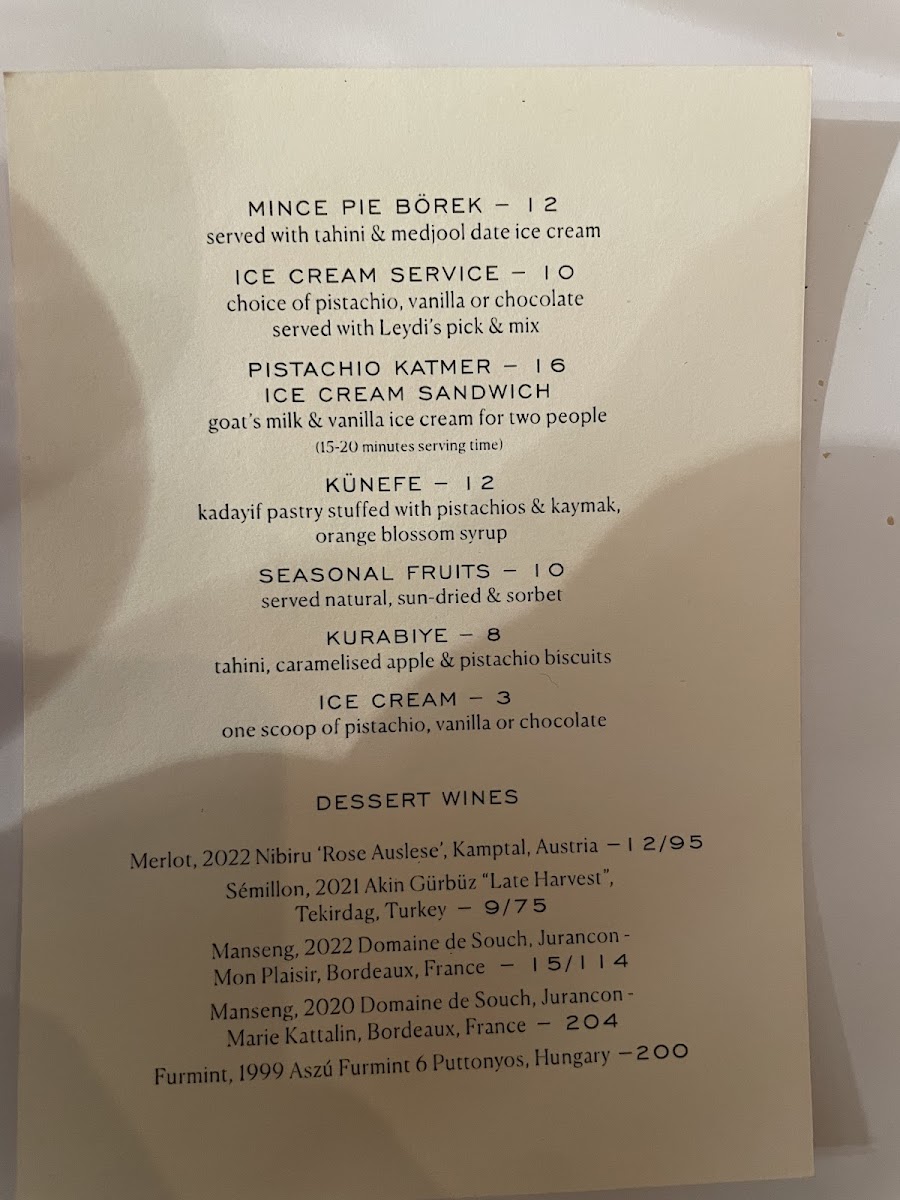 MINCE PIE BÖREK – 12
served with tahini & medjool date ice cream
ICE CREAM SERVICE – 10
choice of pistachio, vanilla or chocolate
served with Leydi's pick & mix
PISTACHIO KATMER – 16
ICE CREAM SANDWICH
goat's milk & vanilla ice cream for two people
(15-20 minutes serving time)
KÜNEFE – 12
kadayif pastry stuffed with pistachios & kaymak,
orange blossom syrup
SEASONAL FRUITS – 10
served natural, sun-dried & sorbet
KURABIYE – 8
tahini, caramelised apple & pistachio biscuits
ICE CREAM – 3
one scoop of pistachio, vanilla or chocolate
DESSERT WINES
Merlot, 2022 Nibiru 'Rose Auslese', Kamptal, Austria –12/95
Sémillon, 2021 Akin Gürbüz "Late Harvest",
Tekirdag, Turkey – 9/75
Manseng, 2022 Domaine de Souch, Jurancon -
Mon Plaisir, Bordeaux, France – 15/114
Manseng, 2020 Domaine de Souch, Jurancon -
Marie Kattalin, Bordeaux, France – 204
Furmint, 1999 Aszú Furmint 6 Puttonyos, Hungary –200